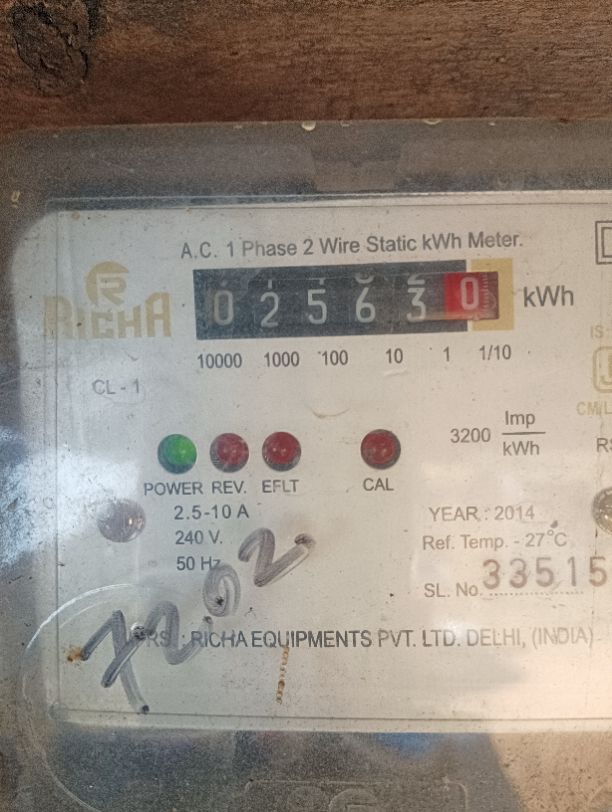 A.C. 1 Phase 2 Wire Static kWh Meter.
RICHA
0 2 5 6 3 0 kWh
10000 1000 100 10 1 1/10
CL - 1
3200 Imp/kWh
POWER REV. EFLT CAL
2.5-10 A
240 V.
50 Hz
YEAR : 2014
Ref. Temp. - 27°C
SL. No. 33515
72.02
RICHA EQUIPMENTS PVT. LTD. DELHI, (INDIA)